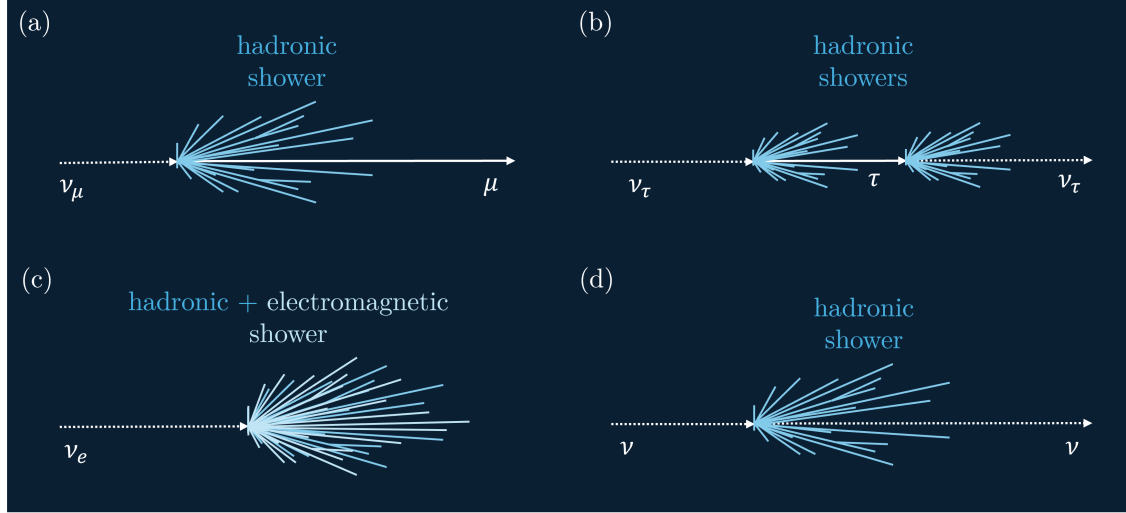 (a)
hadronic
shower
ν_μ
μ
(b)
hadronic
showers
ν_τ
τ
ν_τ
(c)
hadronic + electromagnetic
shower
ν_e
(d)
hadronic
shower
ν
ν